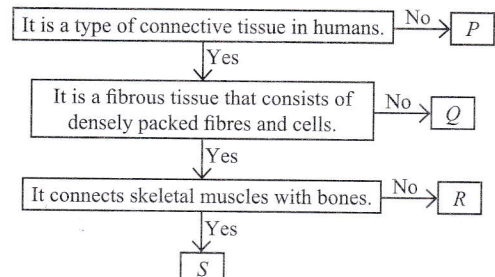 It is a type of connective tissue in humans.
No
P
Yes
It is a fibrous tissue that consists of
densely packed fibres and cells.
No
Q
Yes
It connects skeletal muscles with bones.
No
R
Yes
S